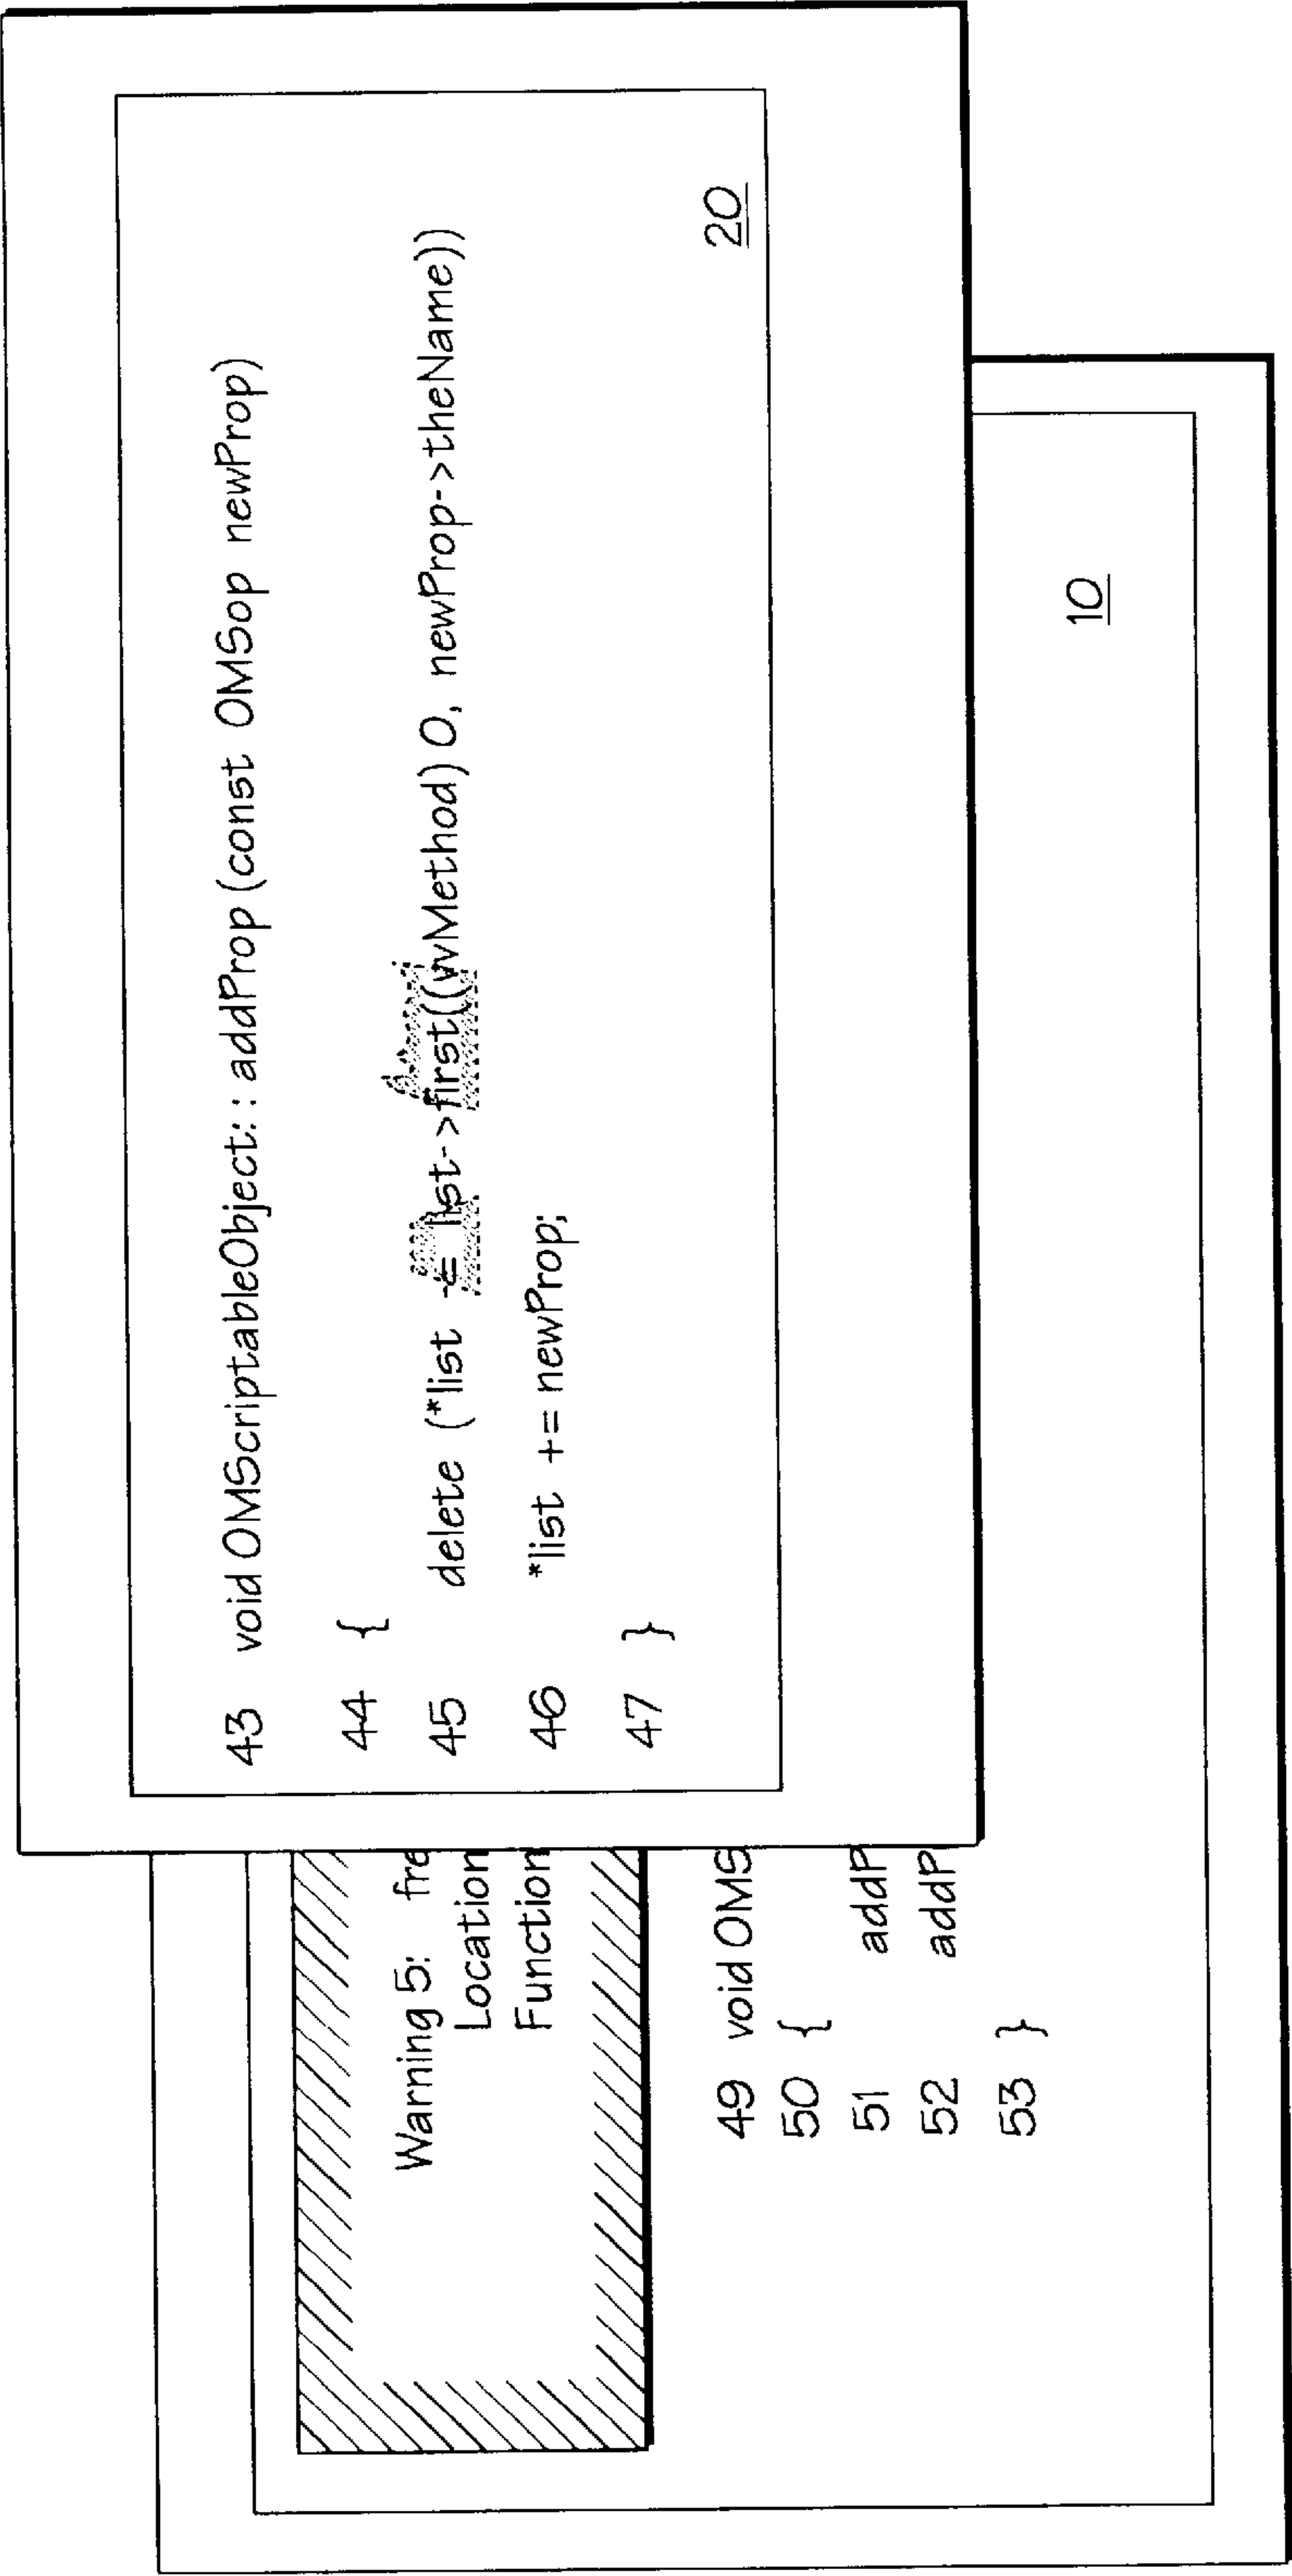 43 void OMScriptableObject: : addProp (const OMSop newProp)
44 {
45 delete (*list -= list->first((wMethod) 0, newProp->theName))
46 *list += newProp;
47 }
20
Warning 5: fre
Location
Function
49 void OMS
50 {
51 addP
52 addP
53 }
10